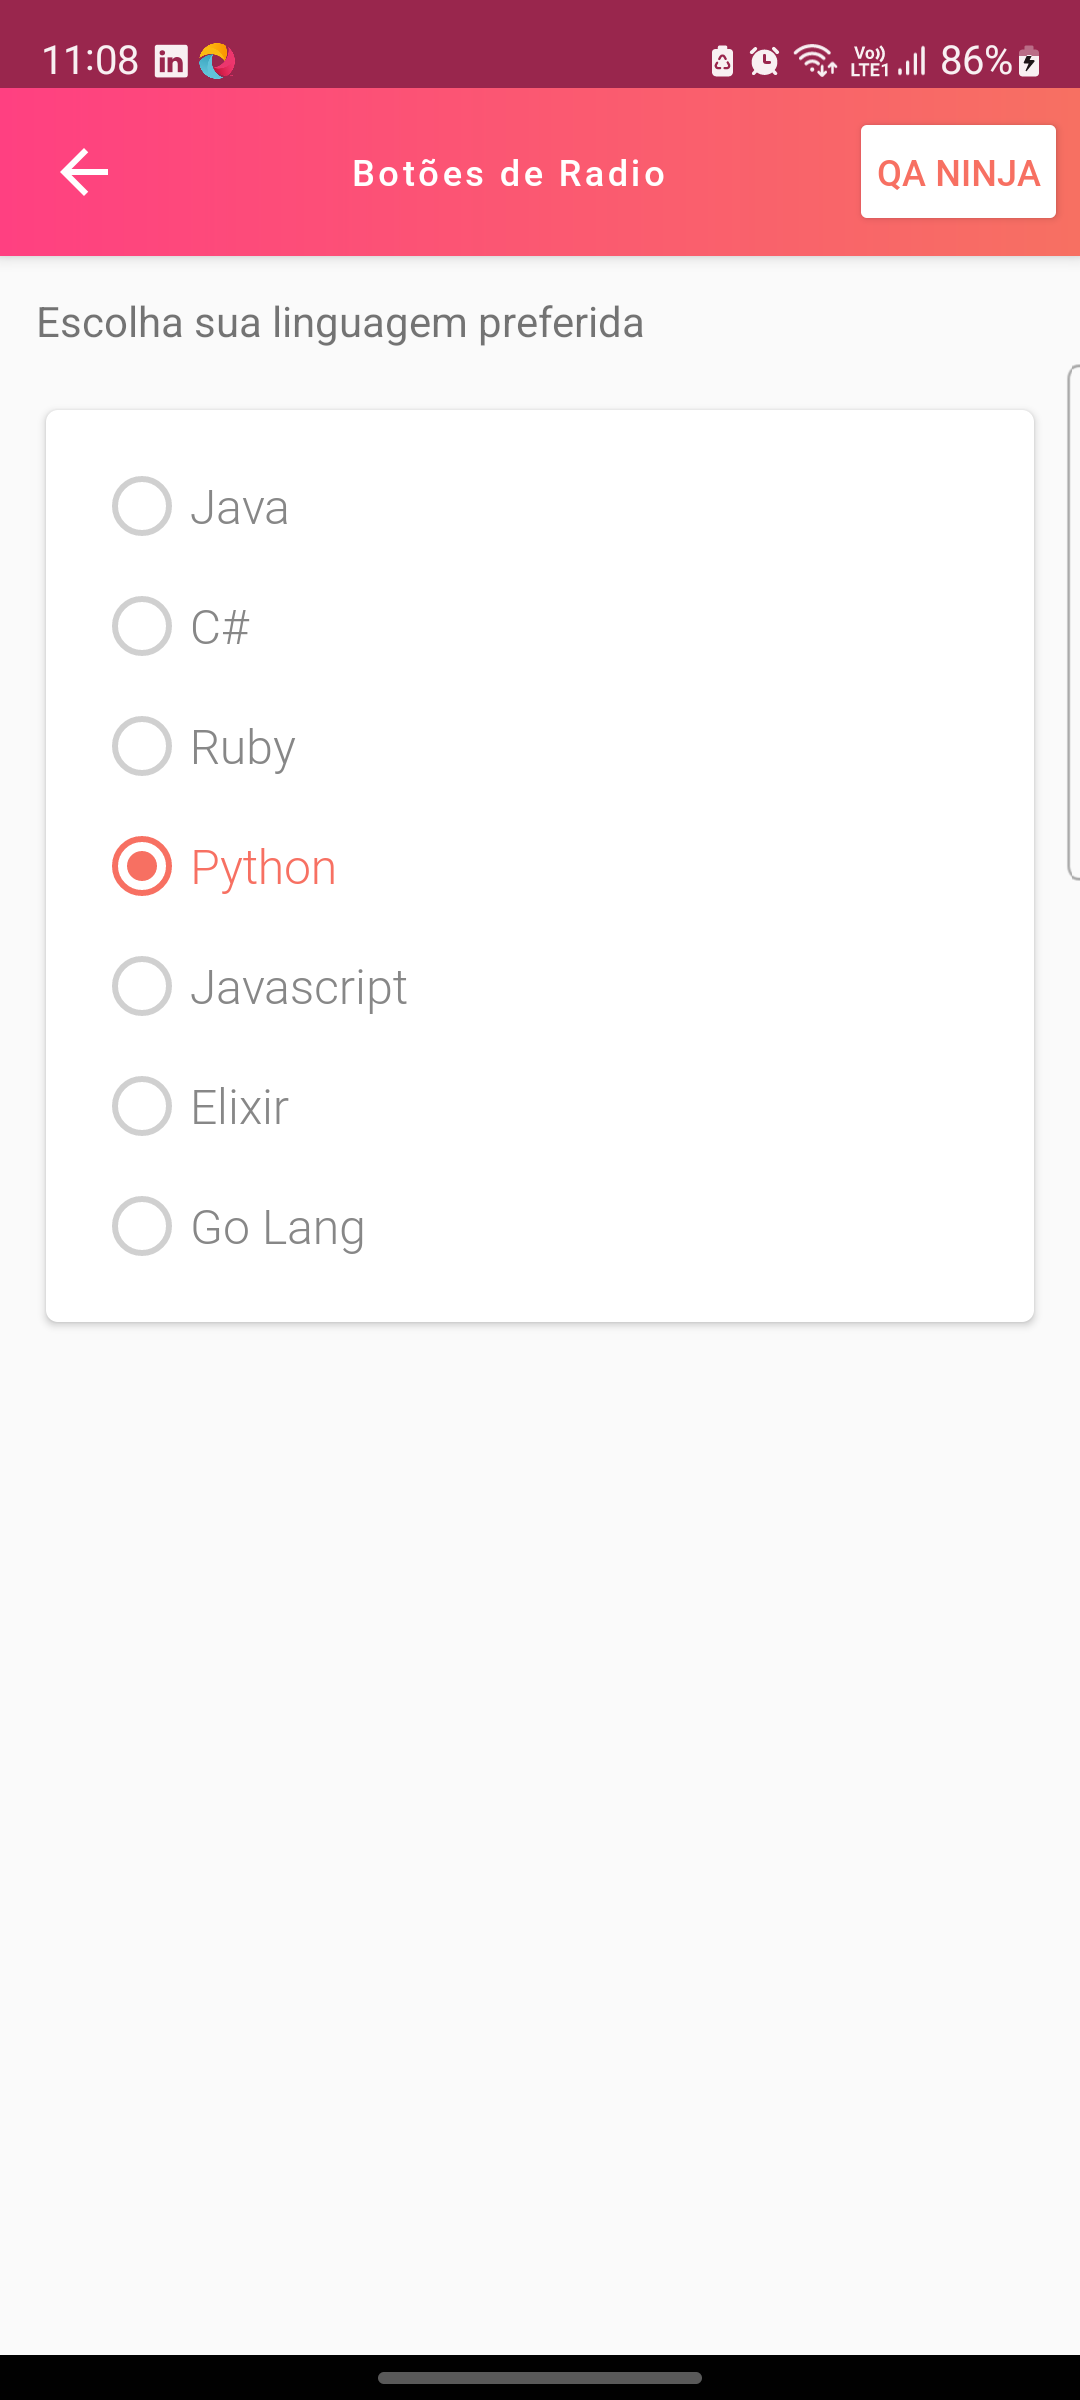 11:08 in Vo)) LTE1 86%
Botões de Radio
QA NINJA
Escolha sua linguagem preferida
Java
C#
Ruby
Python
Javascript
Elixir
Go Lang